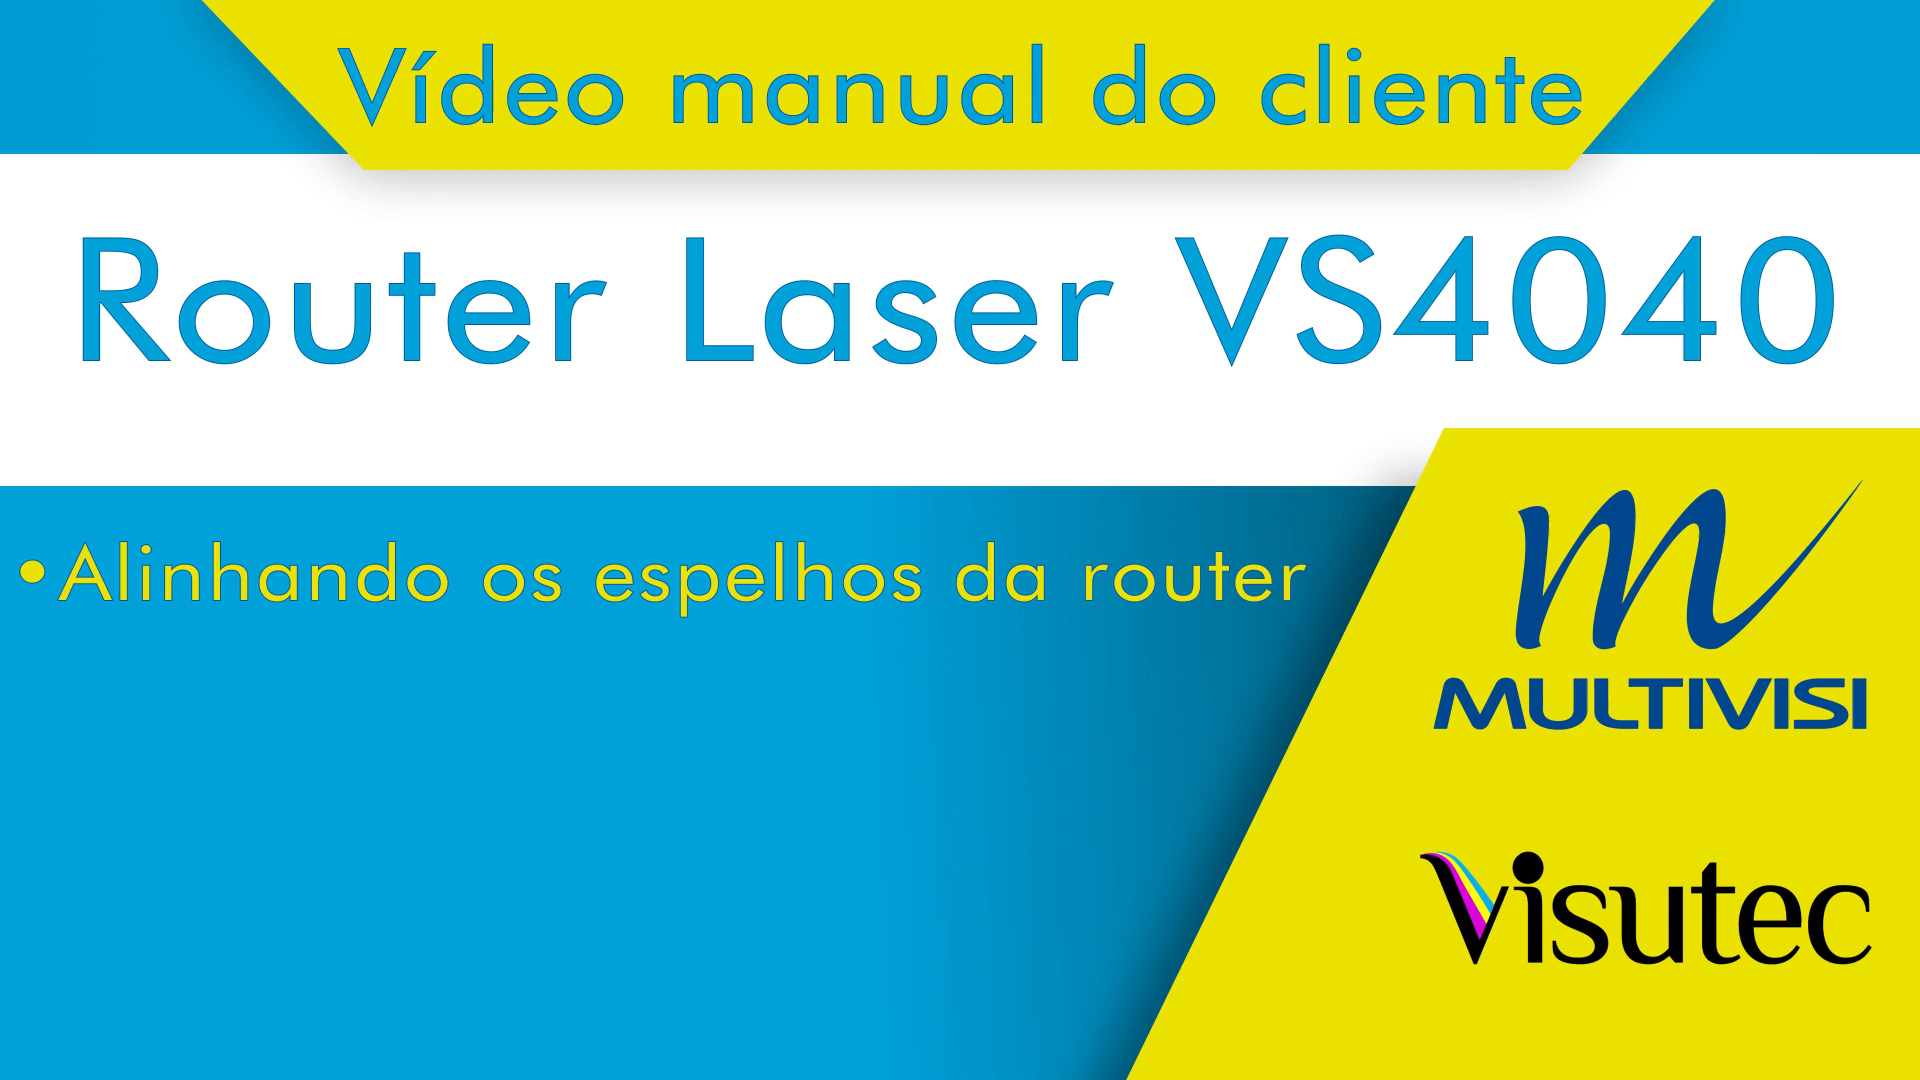 Vídeo manual do cliente
Router Laser VS4040
•Alinhando os espelhos da router
m
MULTIVISI
Visutec